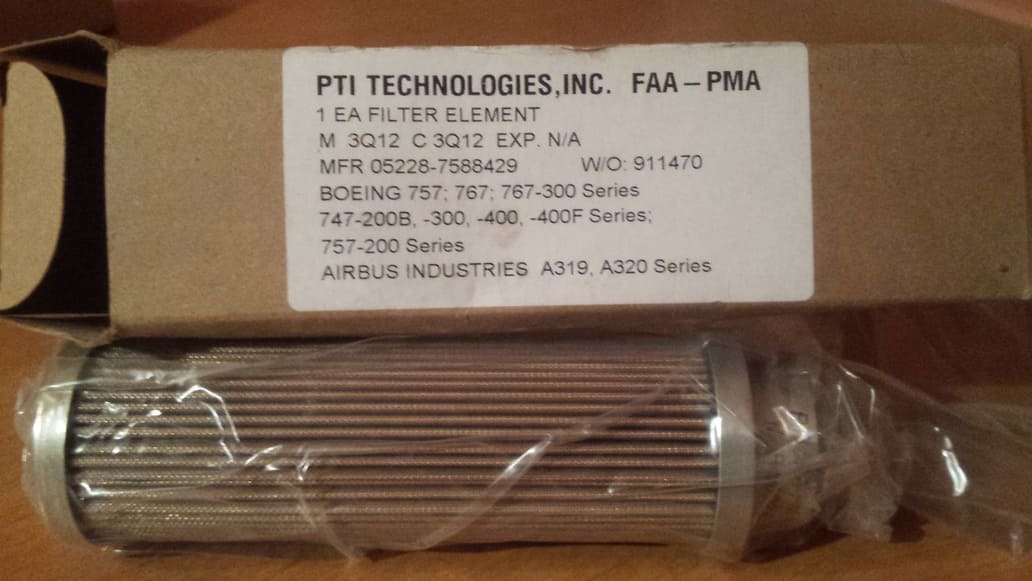 PTI TECHNOLOGIES,INC. FAA – PMA
1 EA FILTER ELEMENT
M 3Q12 C 3Q12 EXP. N/A
MFR 05228-7588429 W/O: 911470
BOEING 757; 767; 767-300 Series
747-200B, -300, -400, -400F Series;
757-200 Series
AIRBUS INDUSTRIES A319, A320 Series